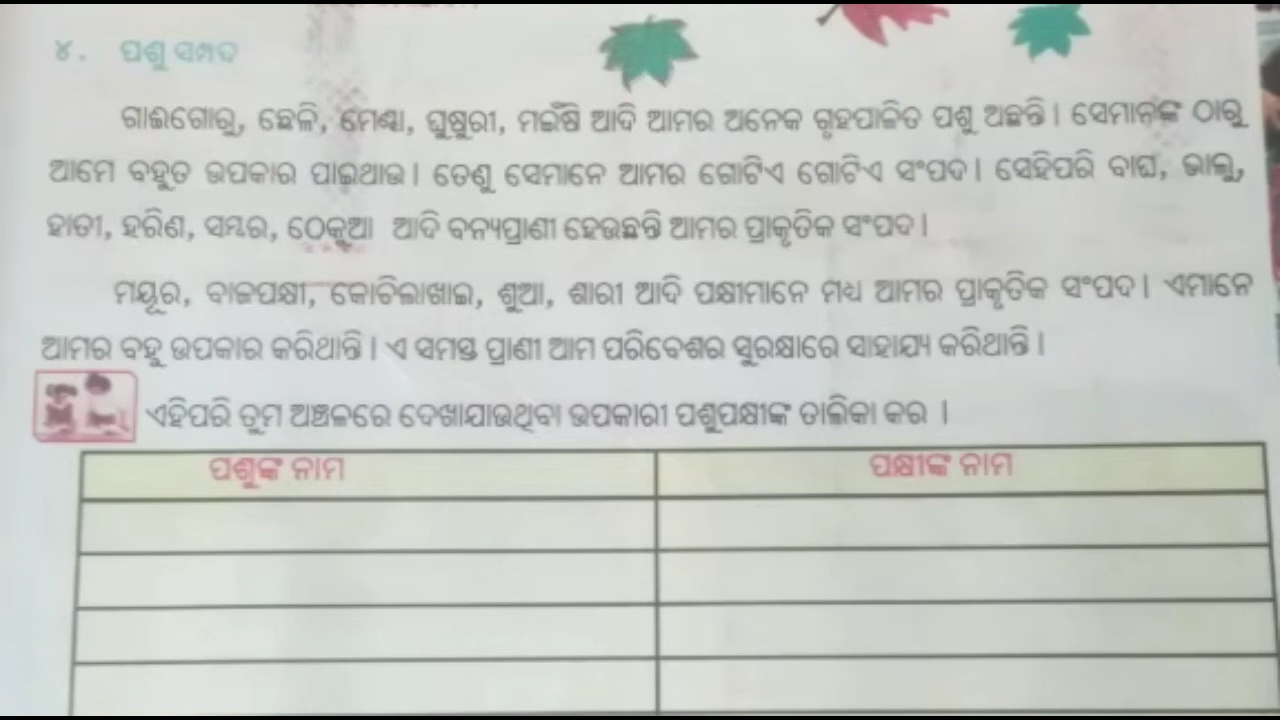 ୪. ପଶୁ ସମ୍ପଦ
ଗାଈଗୋରୁ, ଛେଳି, ମେଣ୍ଢା, ଘୁଷୁରୀ, ମଇଁଷି ଆଦି ଆମର ଅନେକ ଗୃହପାଳିତ ପଶୁ ଅଛନ୍ତି। ସେମାନଙ୍କ ଠାରୁ
ଆମେ ବହୁତ ଉପକାର ପାଇଥାଉ। ତେଣୁ ସେମାନେ ଆମର ଗୋଟିଏ ଗୋଟିଏ ସଂପଦ। ସେହିପରି ବାଘ, ଭାଲୁ,
ହାତୀ, ହରିଣ, ସମ୍ଭର, ଠେକୁଆ ଆଦି ବନ୍ୟପ୍ରାଣୀ ହେଉଛନ୍ତି ଆମର ପ୍ରାକୃତିକ ସଂପଦ।
ମୟୂର, ବାଜପକ୍ଷୀ, କୋଚିଲାଖାଇ, ଶୁଆ, ଶାରୀ ଆଦି ପକ୍ଷୀମାନେ ମଧ୍ୟ ଆମର ପ୍ରାକୃତିକ ସଂପଦ। ଏମାନେ
ଆମର ବହୁ ଉପକାର କରିଥାନ୍ତି। ଏ ସମସ୍ତ ପ୍ରାଣୀ ଆମ ପରିବେଶର ସୁରକ୍ଷାରେ ସାହାଯ୍ୟ କରିଥାନ୍ତି।
ଏହିପରି ତୁମ ଅଞ୍ଚଳରେ ଦେଖାଯାଉଥିବା ଉପକାରୀ ପଶୁପକ୍ଷୀଙ୍କ ତାଲିକା କର ।
ପଶୁଙ୍କ ନାମ ପକ୍ଷୀଙ୍କ ନାମ